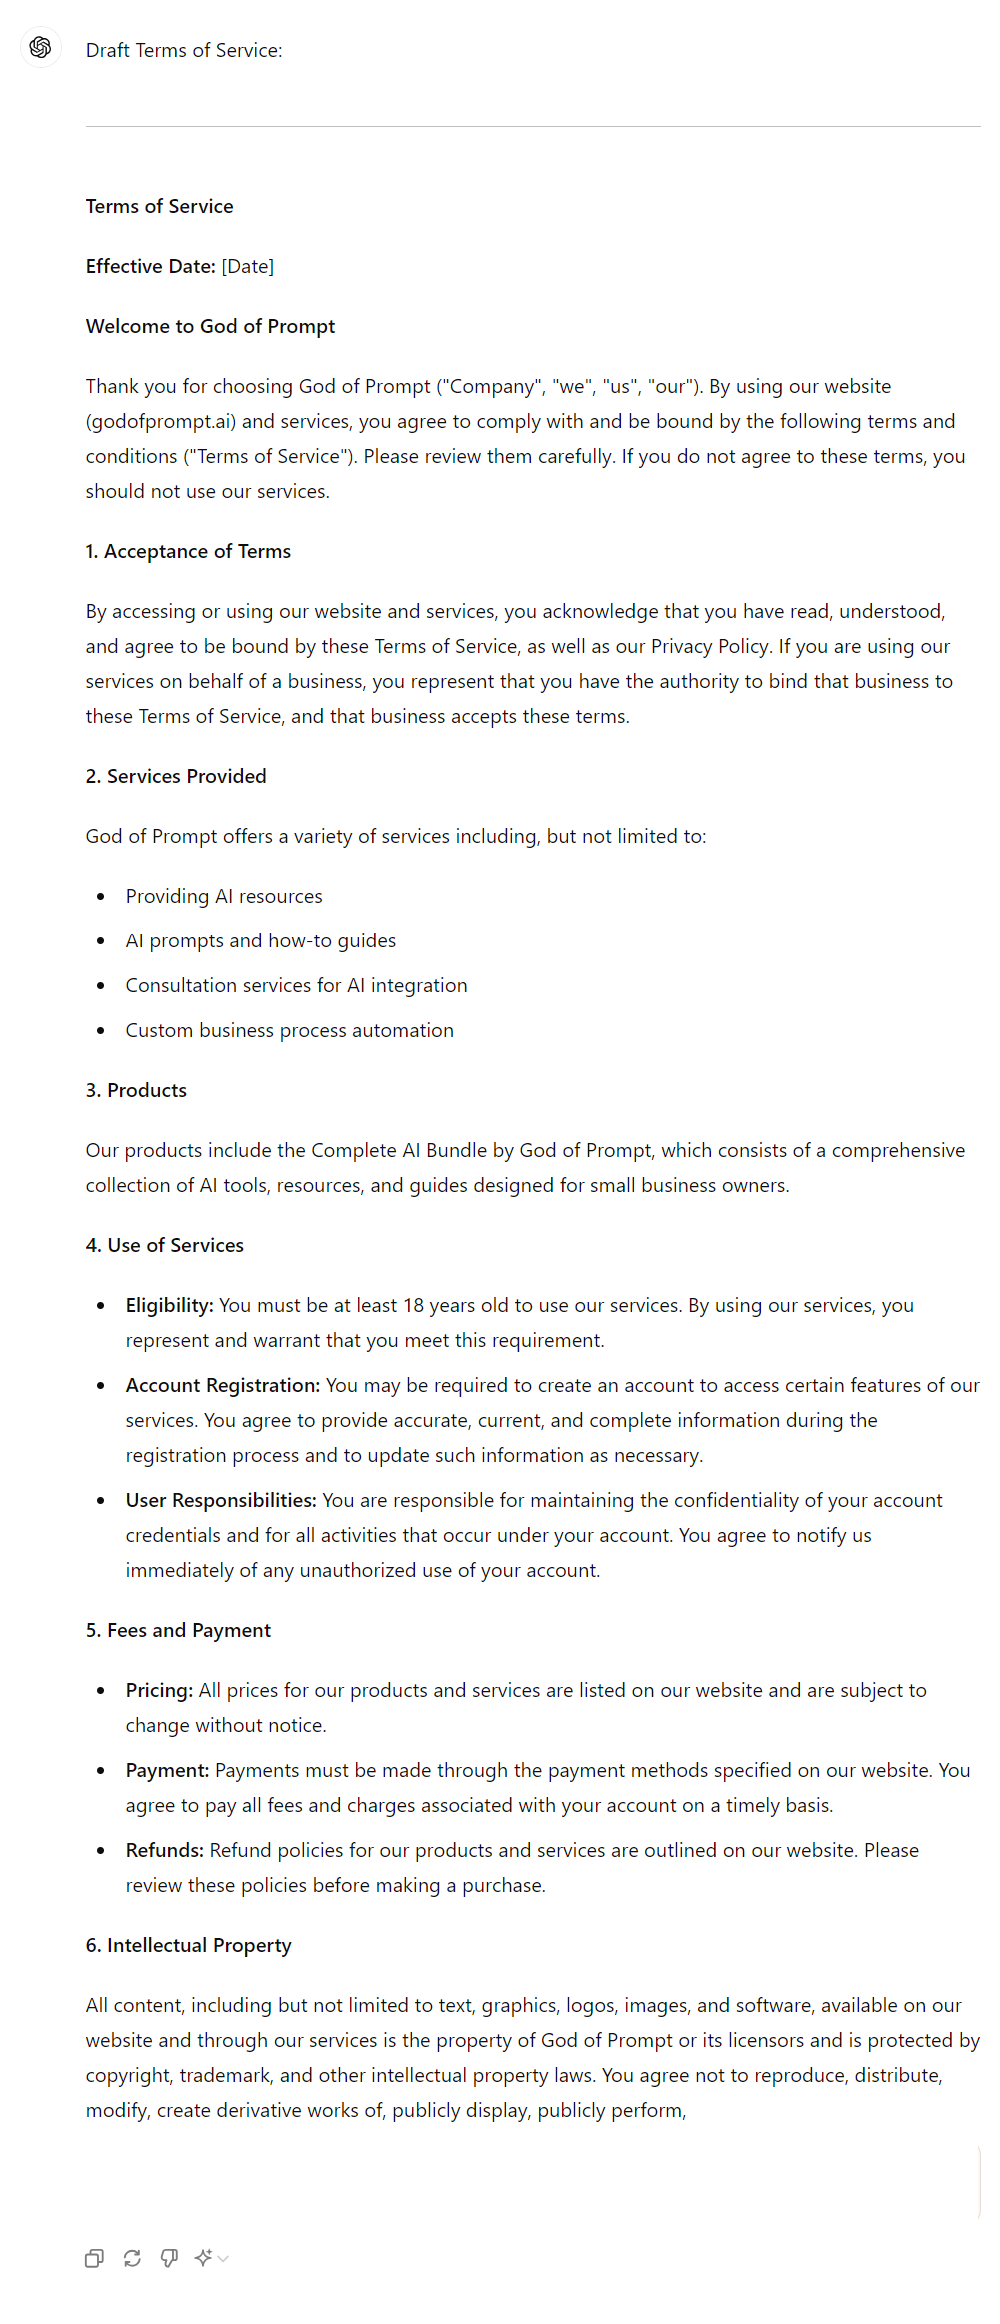 Draft Terms of Service:
Terms of Service
Effective Date: [Date]
Welcome to God of Prompt
Thank you for choosing God of Prompt ("Company", "we", "us", "our"). By using our website
(godofprompt.ai) and services, you agree to comply with and be bound by the following terms and
conditions ("Terms of Service"). Please review them carefully. If you do not agree to these terms, you
should not use our services.
1. Acceptance of Terms
By accessing or using our website and services, you acknowledge that you have read, understood,
and agree to be bound by these Terms of Service, as well as our Privacy Policy. If you are using our
services on behalf of a business, you represent that you have the authority to bind that business to
these Terms of Service, and that business accepts these terms.
2. Services Provided
God of Prompt offers a variety of services including, but not limited to:
• Providing AI resources
• AI prompts and how-to guides
• Consultation services for AI integration
• Custom business process automation
3. Products
Our products include the Complete AI Bundle by God of Prompt, which consists of a comprehensive
collection of AI tools, resources, and guides designed for small business owners.
4. Use of Services
• Eligibility: You must be at least 18 years old to use our services. By using our services, you
represent and warrant that you meet this requirement.
• Account Registration: You may be required to create an account to access certain features of our
services. You agree to provide accurate, current, and complete information during the
registration process and to update such information as necessary.
• User Responsibilities: You are responsible for maintaining the confidentiality of your account
credentials and for all activities that occur under your account. You agree to notify us
immediately of any unauthorized use of your account.
5. Fees and Payment
• Pricing: All prices for our products and services are listed on our website and are subject to
change without notice.
• Payment: Payments must be made through the payment methods specified on our website. You
agree to pay all fees and charges associated with your account on a timely basis.
• Refunds: Refund policies for our products and services are outlined on our website. Please
review these policies before making a purchase.
6. Intellectual Property
All content, including but not limited to text, graphics, logos, images, and software, available on our
website and through our services is the property of God of Prompt or its licensors and is protected by
copyright, trademark, and other intellectual property laws. You agree not to reproduce, distribute,
modify, create derivative works of, publicly display, publicly perform,